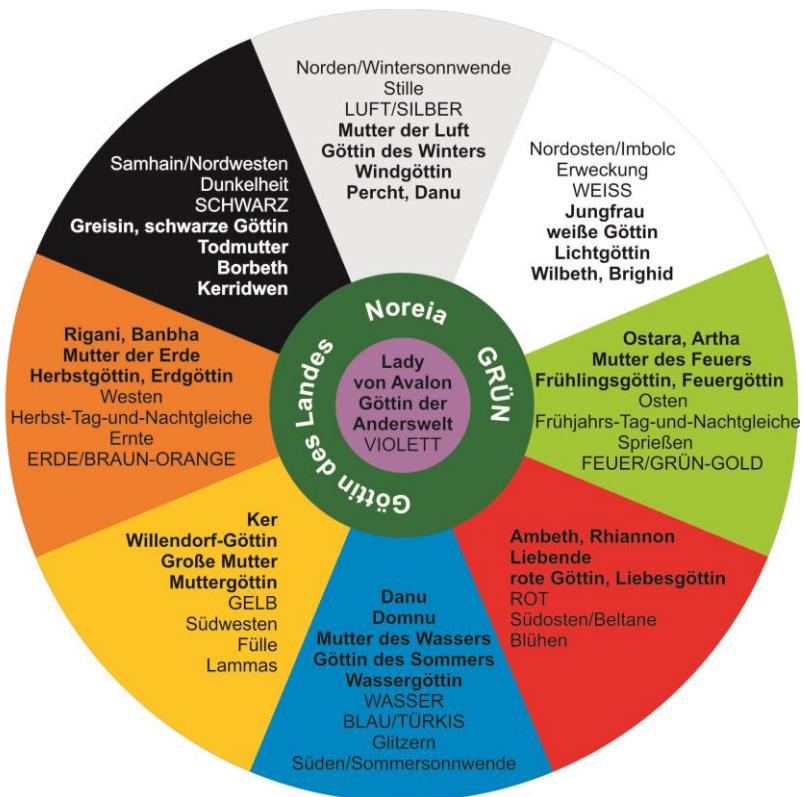 Norden/Wintersonnwende
Stille
LUFT/SILBER
Mutter der Luft
Göttin des Winters
Windgöttin
Percht, Danu
Nordosten/Imbolc
Erweckung
WEISS
Jungfrau
weiße Göttin
Lichtgöttin
Wilbeth, Brighid
Ostara, Artha
Mutter des Feuers
Frühlingsgöttin, Feuergöttin
Osten
Frühjahrs-Tag-und-Nachtgleiche
Sprießen
FEUER/GRÜN-GOLD
Ambeth, Rhiannon
Liebende
rote Göttin, Liebesgöttin
ROT
Südosten/Beltane
Blühen
Danu
Domnu
Mutter des Wassers
Göttin des Sommers
Wassergöttin
WASSER
BLAU/TÜRKIS
Glitzern
Süden/Sommersonnwende
Ker
Willendorf-Göttin
Große Mutter
Muttergöttin
GELB
Südwesten
Fülle
Lammas
Rigani, Banbha
Mutter der Erde
Herbstgöttin, Erdgöttin
Westen
Herbst-Tag-und-Nachtgleiche
Ernte
ERDE/BRAUN-ORANGE
Samhain/Nordwesten
Dunkelheit
SCHWARZ
Greisin, schwarze Göttin
Todmutter
Borbeth
Kerridwen
Göttin des Landes Noreia GRÜN
Lady
von Avalon
Göttin der
Anderswelt
VIOLETT